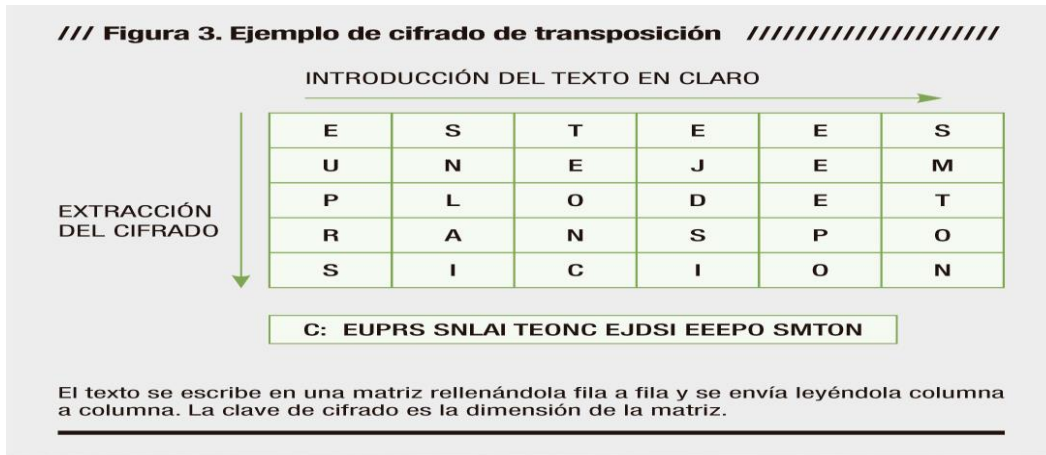 /// Figura 3. Ejemplo de cifrado de transposición /////////////////////
INTRODUCCIÓN DEL TEXTO EN CLARO
EXTRACCIÓN
DEL CIFRADO
E S T E E S
U N E J E M
P L O D E T
R A N S P O
S I C I O N
C: EUPRS SNLAI TEONC EJDSI EEEPO SMTON
El texto se escribe en una matriz rellenándola fila a fila y se envía leyéndola columna
a columna. La clave de cifrado es la dimensión de la matriz.